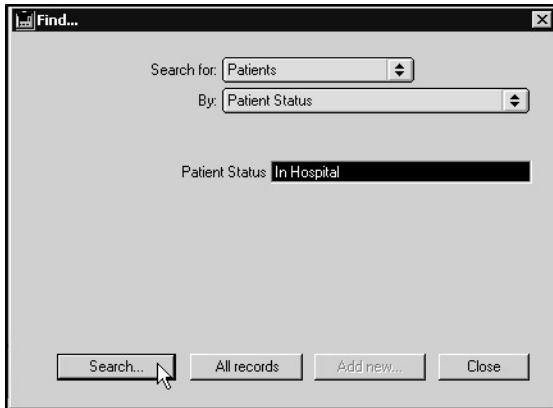 Find...
Search for: Patients
By: Patient Status
Patient Status In Hospital
Search... All records Add new... Close